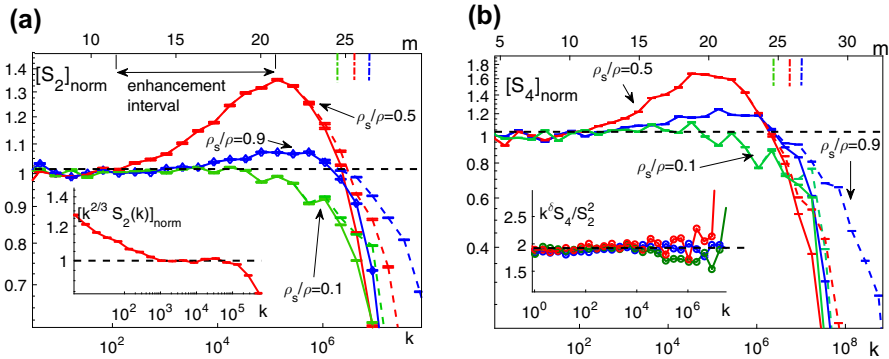 (a)
10 15 20 25 m
1.4
1.3
1.2
1.1
1
0.9
0.8
0.7
0.6
[S2]norm
enhancement
interval
ρs/ρ=0.5
ρs/ρ=0.9
ρs/ρ=0.1
[k^2/3 S2(k)]norm
1.4
1.2
1
10^1 10^3 10^5 k
10^2 10^4 10^6 k
(b)
5 10 15 20 25 30 m
1.8
1.6
1.4
1.2
1
0.8
0.6
0.4
[S4]norm
ρs/ρ=0.5
ρs/ρ=0.9
ρs/ρ=0.1
k^δ S4/S2^2
2.5
2
1.5
10^0 10^2 10^4 10^6 k
10^0 10^2 10^4 10^6 10^8 k